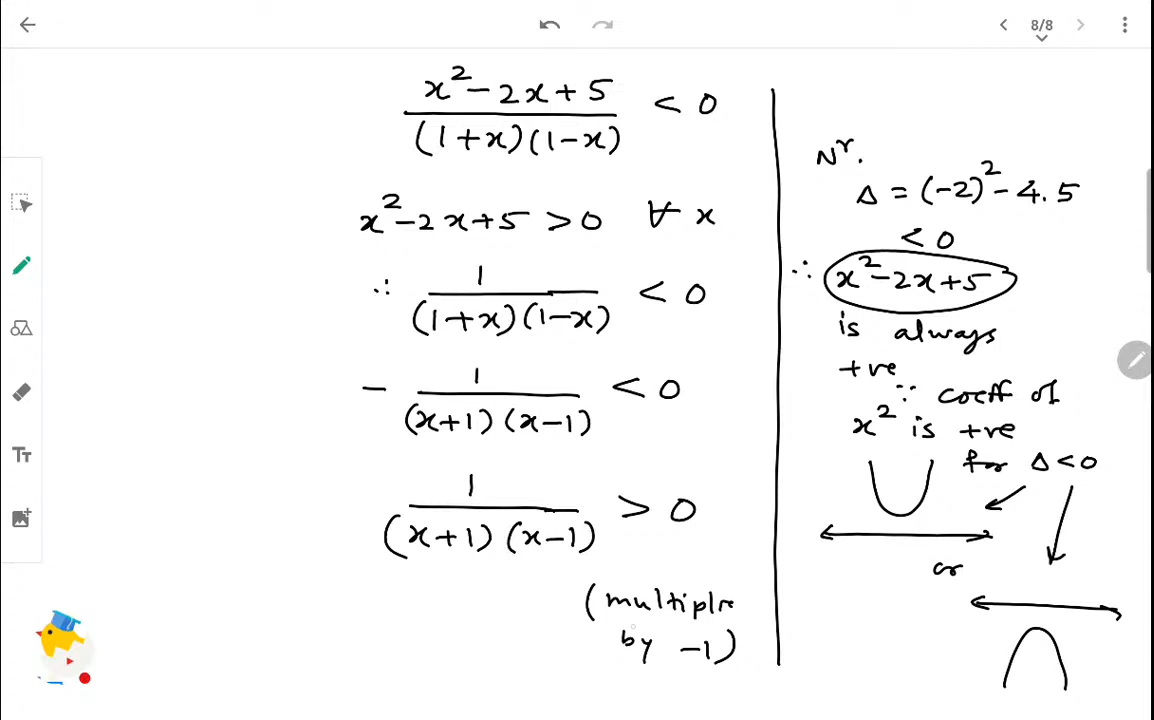 8/8
x² - 2x + 5 / (1+x)(1-x) < 0
x² - 2x + 5 > 0 ∀ x
∴ 1 / (1+x)(1-x) < 0
- 1 / (x+1)(x-1) < 0
1 / (x+1)(x-1) > 0
(multiple
by -1)
Nr.
Δ = (-2)² - 4.5
< 0
∴ x² - 2x + 5
is always
+ve
∵ coeff of
x² is +ve
for Δ < 0
or
Tт